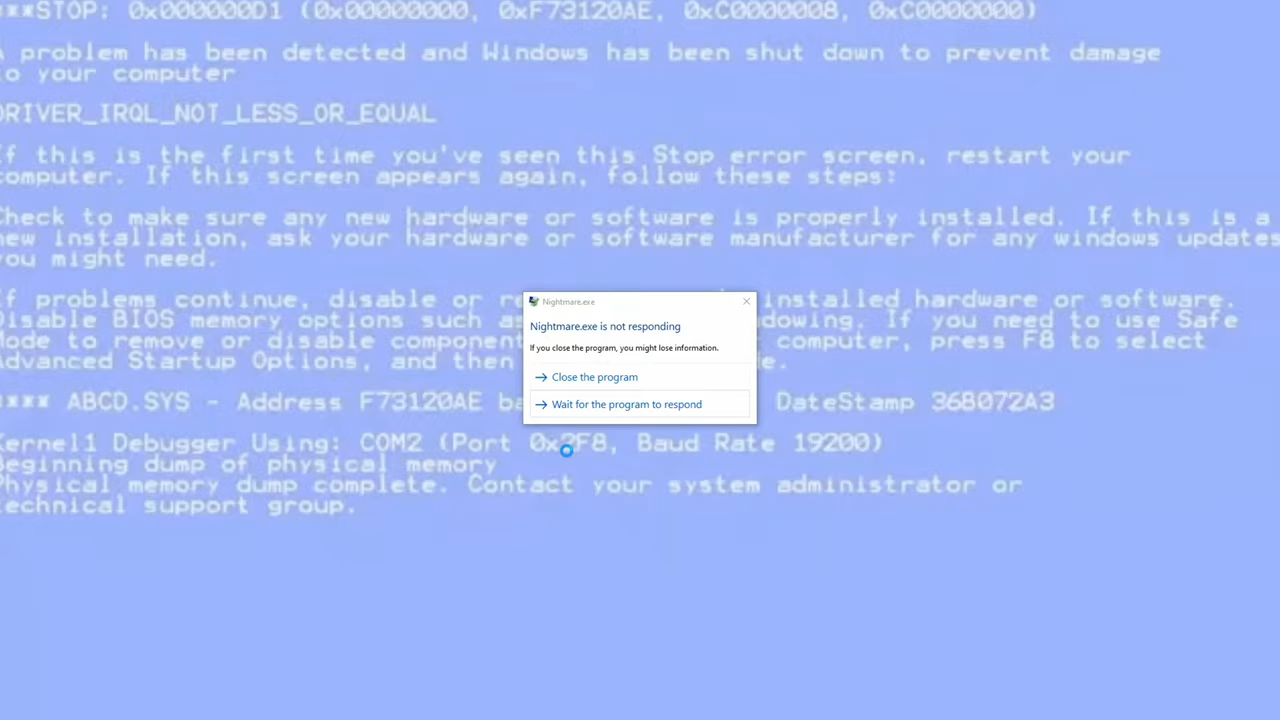 **STOP: 0x000000D1 (0x00000000, 0xF73120AE, 0xC0000008, 0xC0000000)
A problem has been detected and Windows has been shut down to prevent damage
to your computer
DRIVER_IRQL_NOT_LESS_OR_EQUAL
If this is the first time you've seen this Stop error screen, restart your
computer. If this screen appears again, follow these steps:
Check to make sure any new hardware or software is properly installed. If this is a
new installation, ask your hardware or software manufacturer for any windows updates
you might need.
If problems continue, disable or re installed hardware or software.
Disable BIOS memory options such as dowing. If you need to use Safe
Mode to remove or disable component computer, press F8 to select
Advanced Startup Options, and then e.
**** ABCD.SYS - Address F73120AE ba DateStamp 36B072A3
Kernel1 Debugger Using: COM2 (Port 0x2F8, Baud Rate 19200)
Beginning dump of physical memory
Physical memory dump complete. Contact your system administrator or
technical support group.
Nightmare.exe
Nightmare.exe is not responding
If you close the program, you might lose information.
→ Close the program
→ Wait for the program to respond